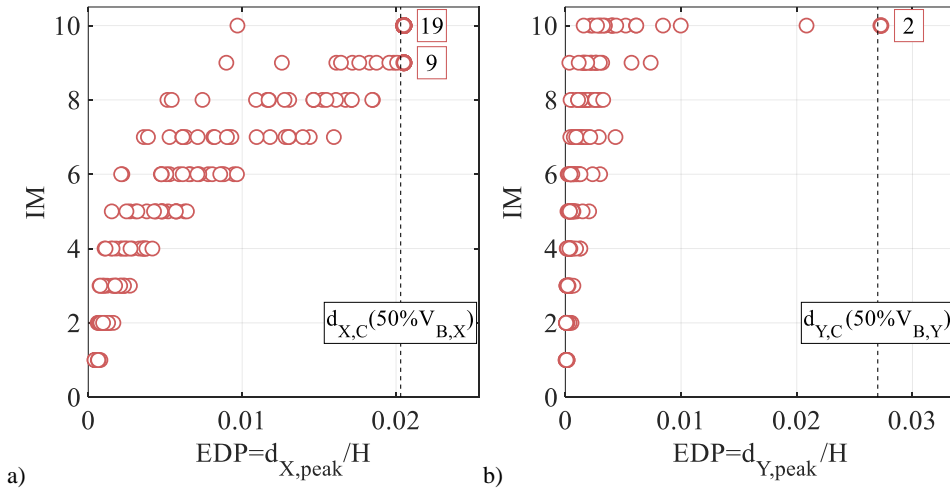 10
8
6
4
2
0
IM
19
9
d_X,C(50%V_B,X)
0
0.01
0.02
EDP=d_X,peak/H
a)
10
8
6
4
2
0
IM
2
d_Y,C(50%V_B,Y)
0
0.01
0.02
0.03
EDP=d_Y,peak/H
b)